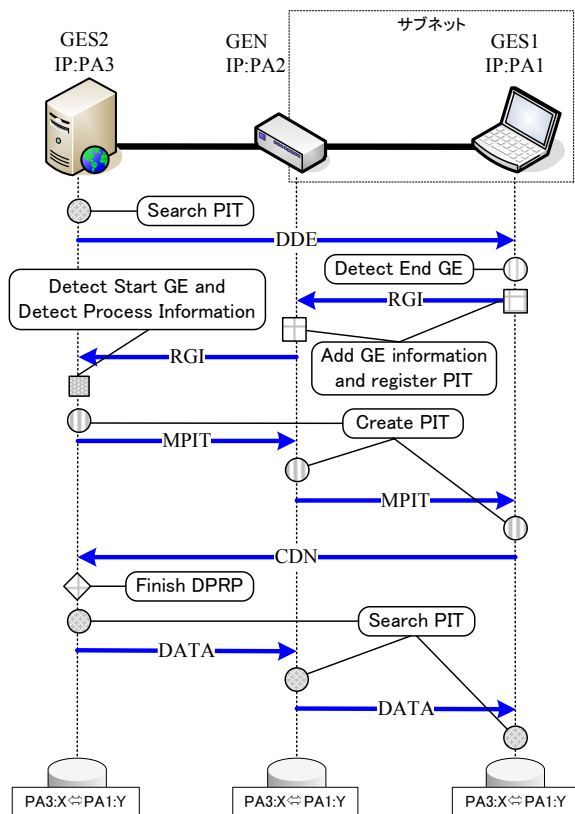 サブネット
GES2
IP:PA3
GEN
IP:PA2
GES1
IP:PA1
Search PIT
DDE
Detect End GE
Detect Start GE and
Detect Process Information
RGI
RGI
Add GE information
and register PIT
Create PIT
MPIT
MPIT
CDN
Finish DPRP
Search PIT
DATA
DATA
PA3:X⇔PA1:Y
PA3:X⇔PA1:Y
PA3:X⇔PA1:Y